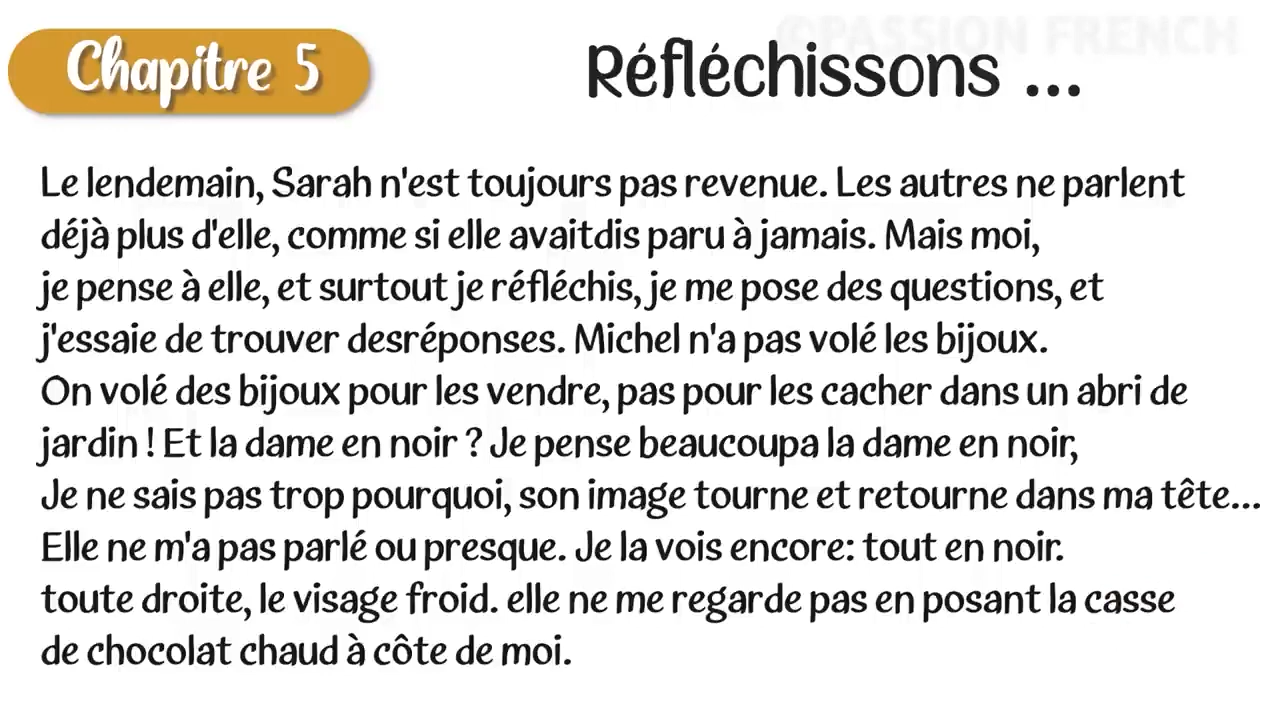 ©PASSION FRENCH
Chapitre 5
Réfléchissons ...
Le lendemain, Sarah n'est toujours pas revenue. Les autres ne parlent
déjà plus d'elle, comme si elle avaitdis paru à jamais. Mais moi,
je pense à elle, et surtout je réfléchis, je me pose des questions, et
j'essaie de trouver desréponses. Michel n'a pas volé les bijoux.
On volé des bijoux pour les vendre, pas pour les cacher dans un abri de
jardin ! Et la dame en noir ? Je pense beaucoupa la dame en noir,
Je ne sais pas trop pourquoi, son image tourne et retourne dans ma tête...
Elle ne m'a pas parlé ou presque. Je la vois encore: tout en noir.
toute droite, le visage froid. elle ne me regarde pas en posant la casse
de chocolat chaud à côte de moi.